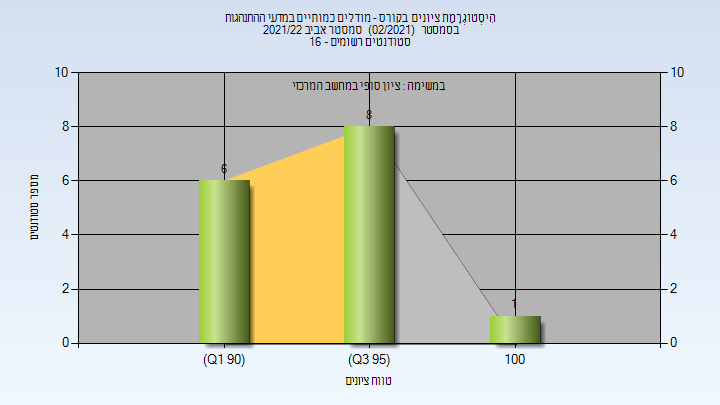 הִיסְטוֹגְרָמַת ציונים בקורס - מודלים כמותיים במדעי ההתנהגות
בסמסטר (02/2021) סמסטר אביב 2021/22
סטודנטים רשומים - 16
במשימה : ציון סופי במחשב המרכזי
10 10
8 8
6 6
4 4
2 2
0 0
6
8
1
מספר סטודנטים
(Q1 90) (Q3 95) 100
טווח ציונים